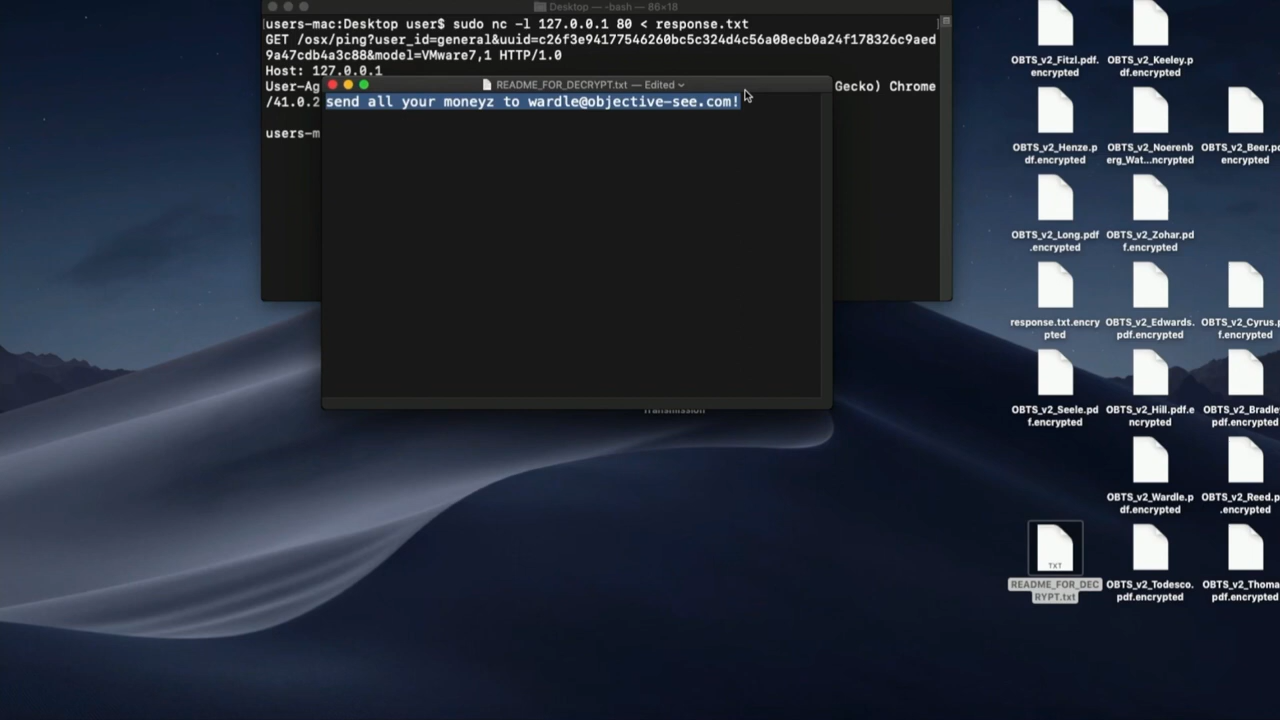 Desktop — -bash — 86×18
users-mac:Desktop user$ sudo nc -l 127.0.0.1 80 < response.txt
GET /osx/ping?user_id=general&uuid=c26f3e94177546260bc5c324d4c56a08ecb0a24f178326c9aed
9a47cdb4a3c88&model=VMware7,1 HTTP/1.0
Host: 127.0.0.1
User-Ag
Gecko) Chrome
/41.0.2
users-m
README_FOR_DECRYPT.txt — Edited
send all your moneyz to wardle@objective-see.com!
Transmission
OBTS_v2_Fitzl.pdf.
encrypted
OBTS_v2_Keeley.p
df.encrypted
OBTS_v2_Henze.p
df.encrypted
OBTS_v2_Noerenb
erg_Wat...ncrypted
OBTS_v2_Beer.pd
encrypted
OBTS_v2_Long.pdf
.encrypted
OBTS_v2_Zohar.pd
f.encrypted
response.txt.encry
pted
OBTS_v2_Edwards.
pdf.encrypted
OBTS_v2_Cyrus.
pdf.encrypted
OBTS_v2_Seele.pd
f.encrypted
OBTS_v2_Hill.pdf.e
ncrypted
OBTS_v2_Bradle
pdf.encrypted
OBTS_v2_Wardle.p
df.encrypted
OBTS_v2_Reed.p
.encrypted
TXT
README_FOR_DEC
RYPT.txt
OBTS_v2_Todesco.
pdf.encrypted
OBTS_v2_Thoma
pdf.encrypted